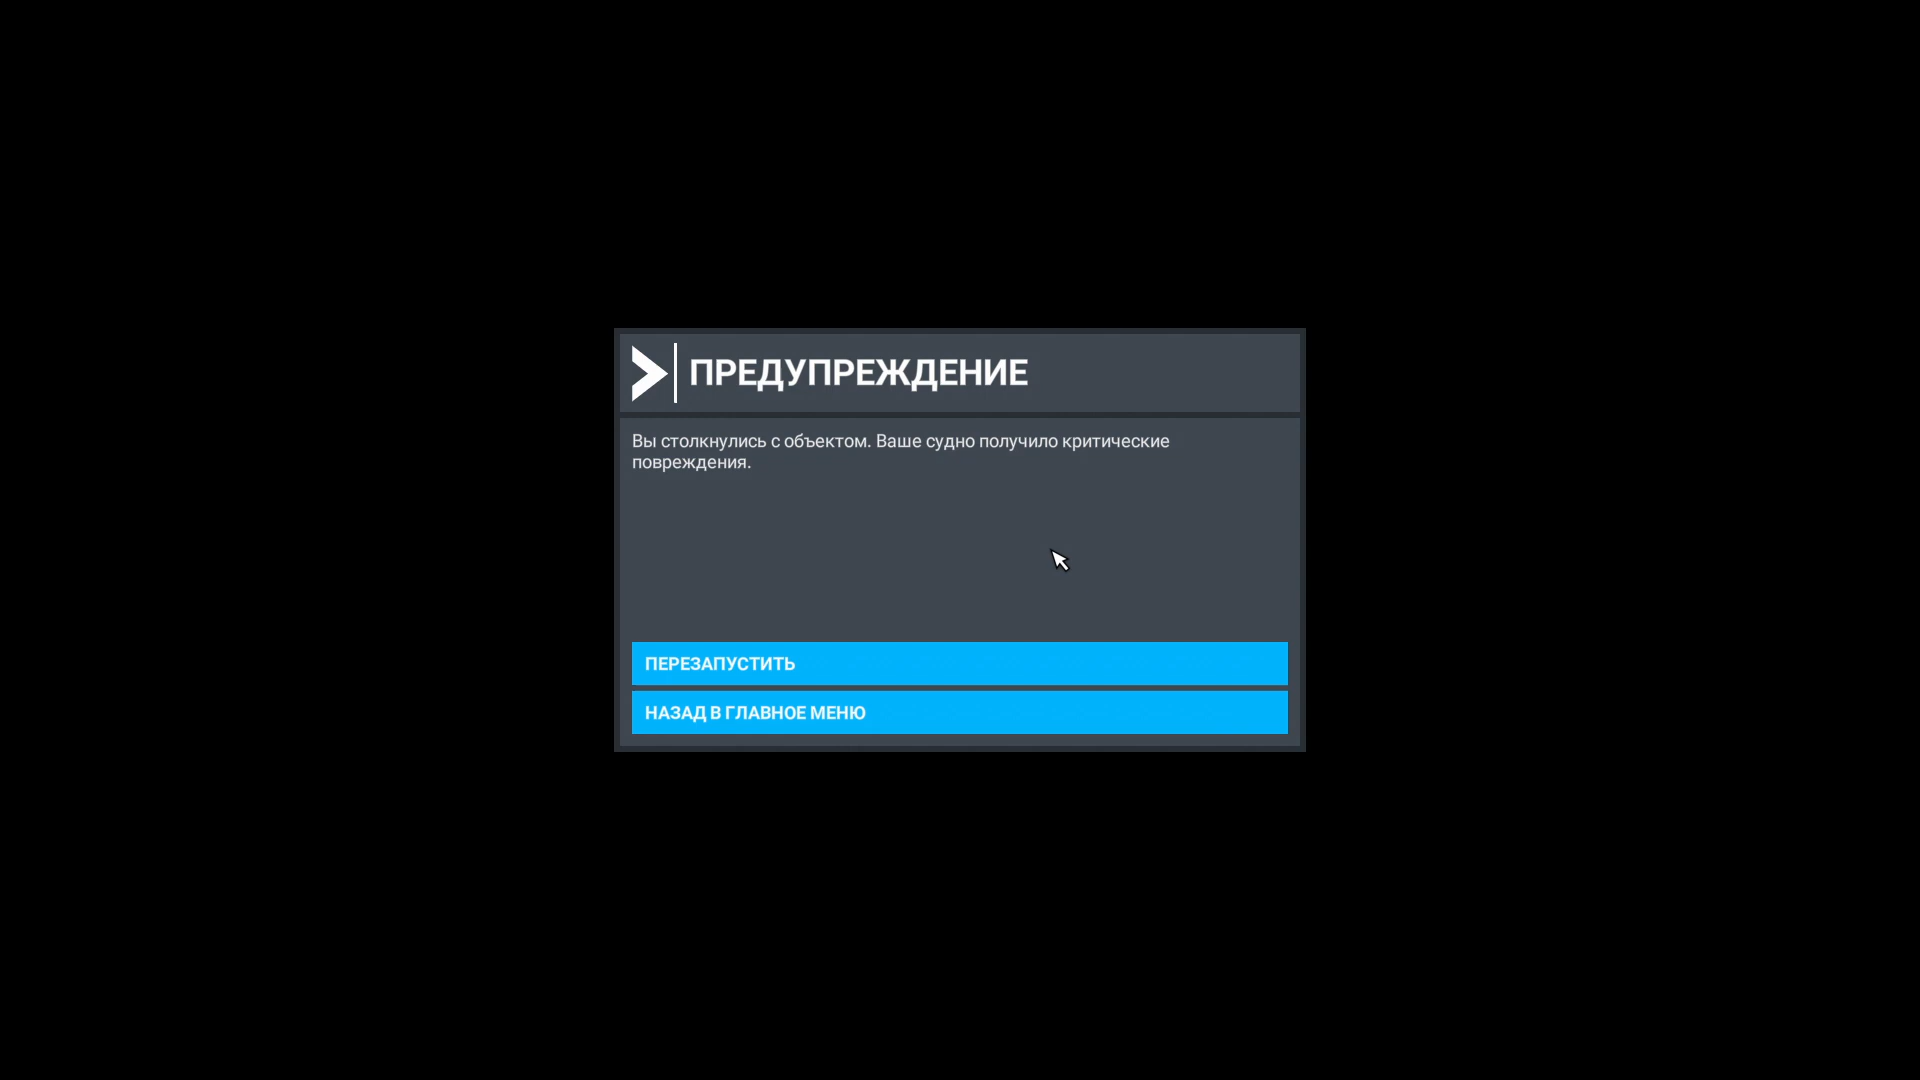 ПРЕДУПРЕЖДЕНИЕ
Вы столкнулись с объектом. Ваше судно получило критические
повреждения.
ПЕРЕЗАПУСТИТЬ
НАЗАД В ГЛАВНОЕ МЕНЮ